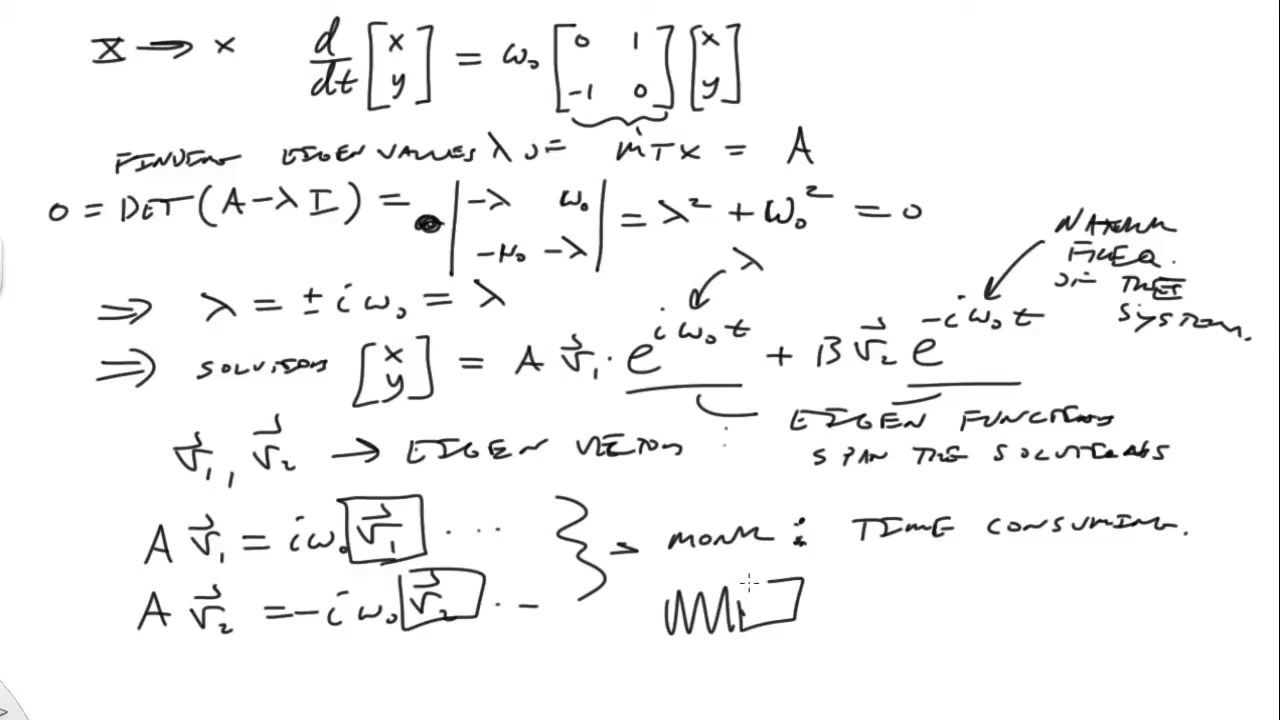 X → x d/dt [x y] = ω₀ [0 1 -1 0] [x y]
FINDING EIGEN VALUES λ OF MTX = A
0 = DET(A-λI) = |-λ ω₀ -ω₀ -λ| = λ² + ω₀² = 0
⇒ λ = ± i ω₀ = λ
λ
NATURAL FREQ. OF THE SYSTEM.
⇒ SOLUTIONS [x y] = A v⃗₁ · e^{iω₀t} + B v⃗₂ e^{-iω₀t}
EIGEN FUNCTIONS
v⃗₁, v⃗₂ → EIGEN VECTORS :
SPAN THE SOLUTIONS
A v⃗₁ = iω₀ v⃗₁ ...
→ WORK : TIME CONSUMING.
A v⃗₂ = -iω₀ v⃗₂ ..-